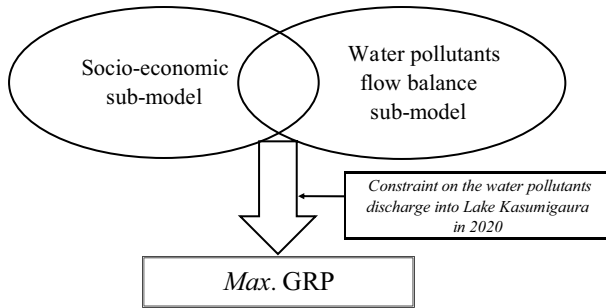 Socio-economic
sub-model
Water pollutants
flow balance
sub-model
Constraint on the water pollutants
discharge into Lake Kasumigaura
in 2020
Max. GRP